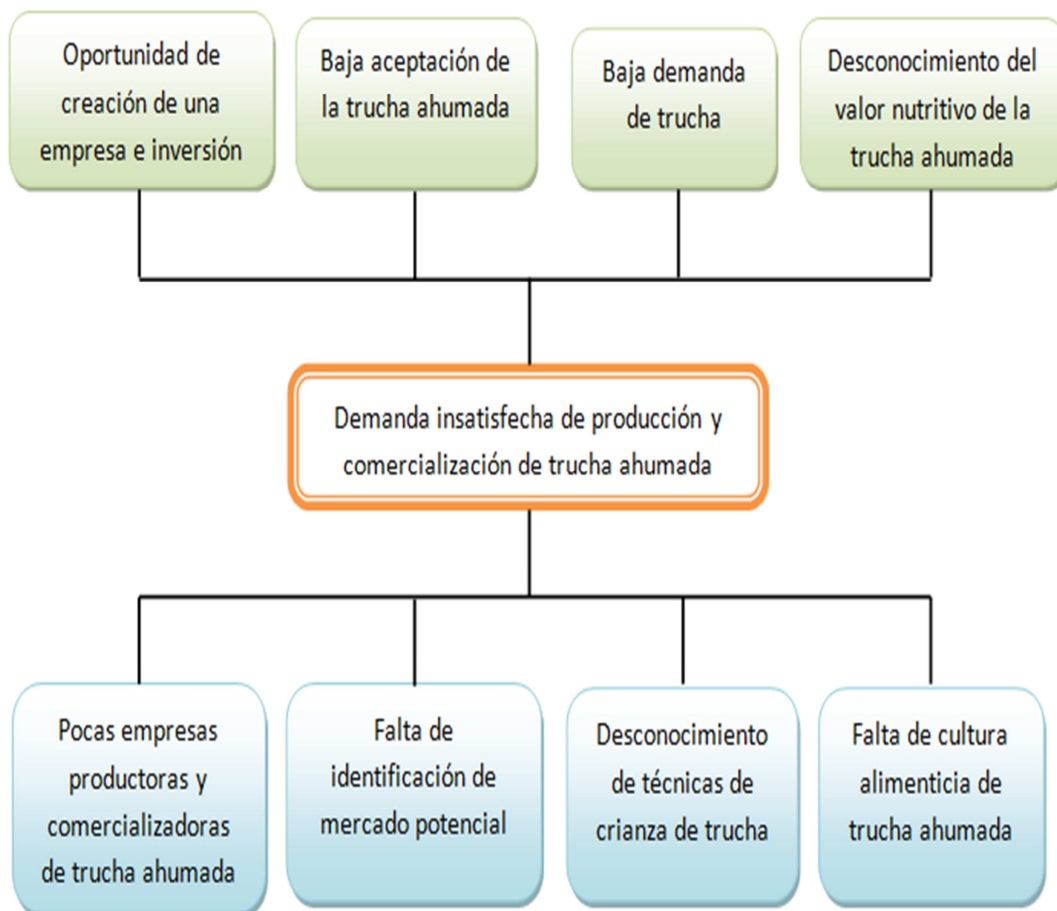 Oportunidad de
creación de una
empresa e inversión
Baja aceptación de
la trucha ahumada
Baja demanda
de trucha
Desconocimiento del
valor nutritivo de la
trucha ahumada
Demanda insatisfecha de producción y
comercialización de trucha ahumada
Pocas empresas
productoras y
comercializadoras
de trucha ahumada
Falta de
identificación de
mercado potencial
Desconocimiento
de técnicas de
crianza de trucha
Falta de cultura
alimenticia de
trucha ahumada